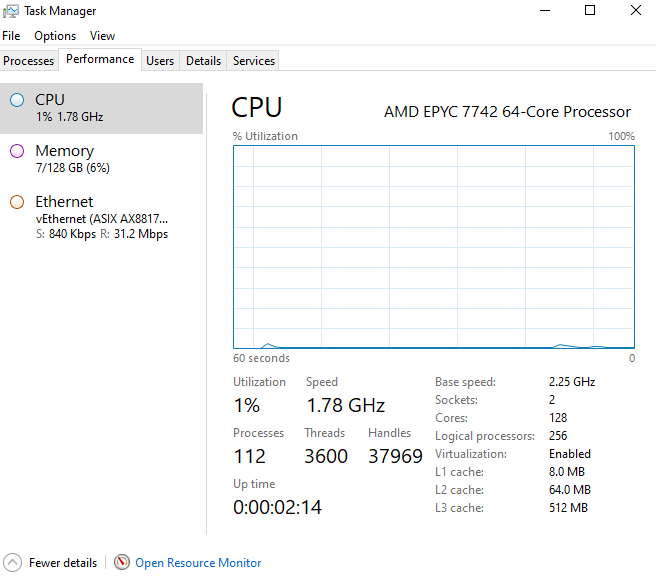 Task Manager
File Options View
Processes Performance Users Details Services
CPU
1% 1.78 GHz
Memory
7/128 GB (6%)
Ethernet
vEthernet (ASIX AX8817...
S: 840 Kbps R: 31.2 Mbps
CPU AMD EPYC 7742 64-Core Processor
% Utilization 100%
60 seconds 0
Utilization Speed
1% 1.78 GHz
Processes Threads Handles
112 3600 37969
Up time
0:00:02:14
Base speed: 2.25 GHz
Sockets: 2
Cores: 128
Logical processors: 256
Virtualization: Enabled
L1 cache: 8.0 MB
L2 cache: 64.0 MB
L3 cache: 512 MB
Fewer details Open Resource Monitor